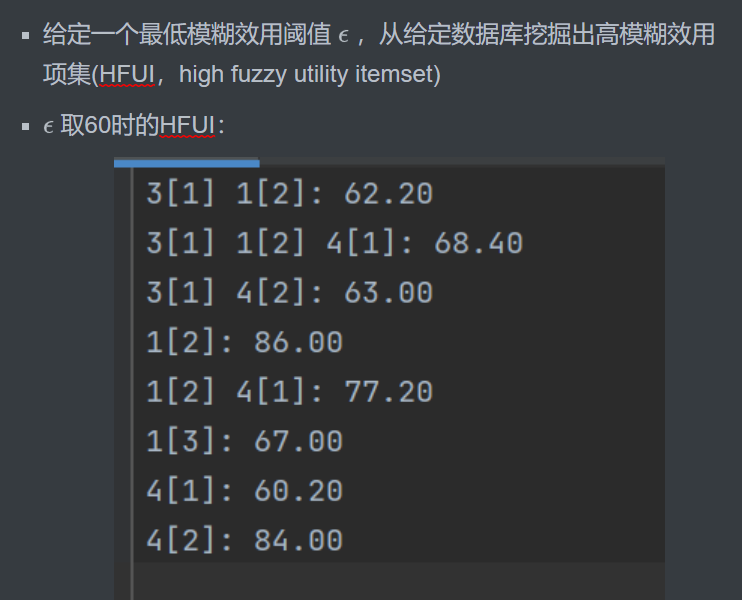 给定一个最低模糊效用阈值 ϵ ，从给定数据库挖掘出高模糊效用
项集(HFUI，high fuzzy utility itemset)
ϵ 取60时的HFUI：
3[1] 1[2]: 62.20
3[1] 1[2] 4[1]: 68.40
3[1] 4[2]: 63.00
1[2]: 86.00
1[2] 4[1]: 77.20
1[3]: 67.00
4[1]: 60.20
4[2]: 84.00